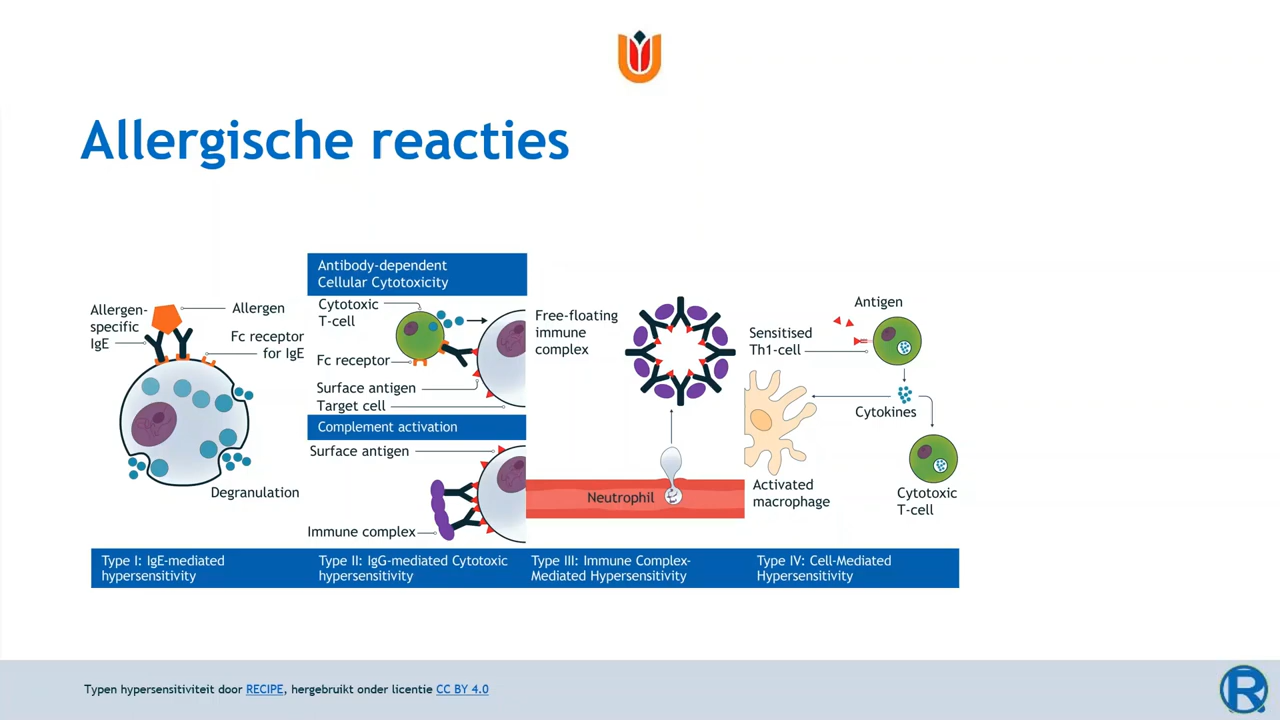 Allergische reacties
Allergen-
specific
IgE
Allergen
Fc receptor
for IgE
Degranulation
Type I: IgE-mediated
hypersensitivity
Antibody-dependent
Cellular Cytotoxicity
Cytotoxic
T-cell
Fc receptor
Surface antigen
Target cell
Complement activation
Surface antigen
Immune complex
Type II: IgG-mediated Cytotoxic
hypersensitivity
Free-floating
immune
complex
Neutrophil
Type III: Immune Complex-
Mediated Hypersensitivity
Antigen
Sensitised
Th1-cell
Cytokines
Activated
macrophage
Cytotoxic
T-cell
Type IV: Cell-Mediated
Hypersensitivity
Typen hypersensitiviteit door RECIPE, hergebruikt onder licentie CC BY 4.0
R